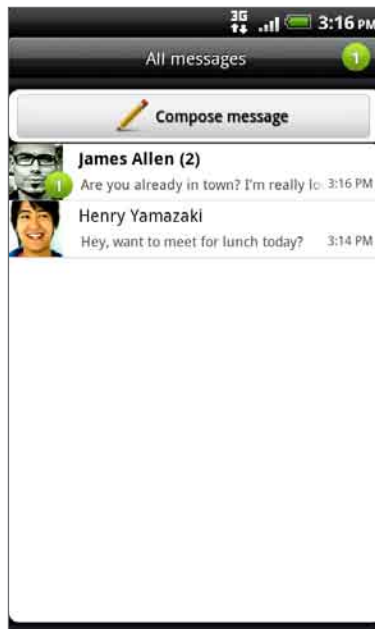 3G 3:16 PM
All messages 1
Compose message
James Allen (2)
1 Are you already in town? I'm really lo 3:16 PM
Henry Yamazaki
Hey, want to meet for lunch today? 3:14 PM